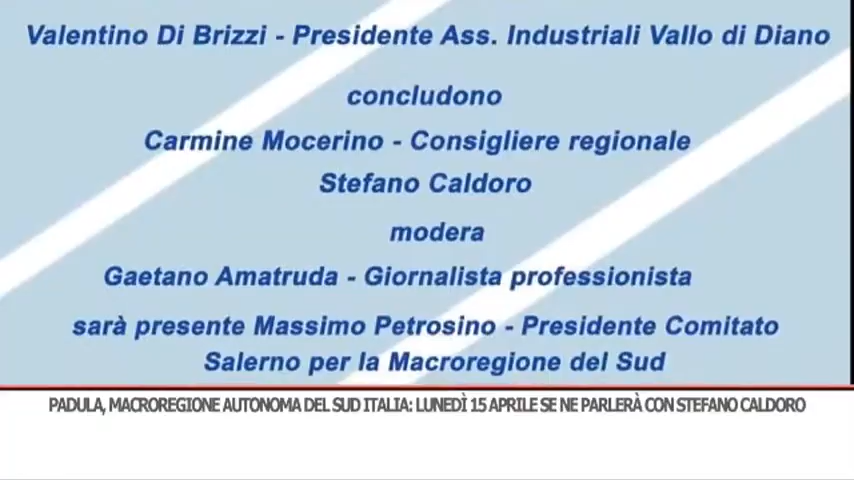 Valentino Di Brizzi - Presidente Ass. Industriali Vallo di Diano
concludono
Carmine Mocerino - Consigliere regionale
Stefano Caldoro
modera
Gaetano Amatruda - Giornalista professionista
sarà presente Massimo Petrosino - Presidente Comitato
Salerno per la Macroregione del Sud
PADULA, MACROREGIONE AUTONOMA DEL SUD ITALIA: LUNEDÌ 15 APRILE SE NE PARLERÀ CON STEFANO CALDORO